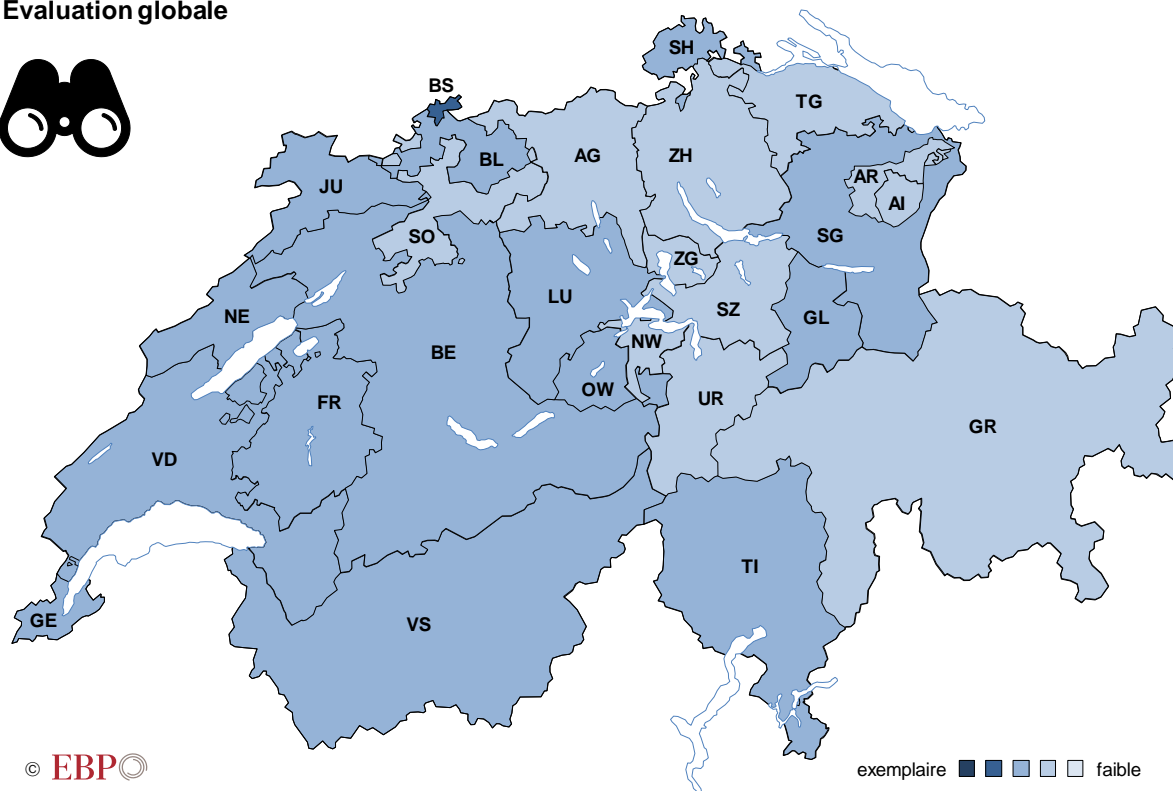 Evaluation globale
SH
BS
TG
BL
AG
ZH
JU
AR
AI
SO
SG
ZG
LU
SZ
NE
GL
BE
NW
OW
FR
UR
GR
VD
TI
GE
VS
© EBP
exemplaire faible